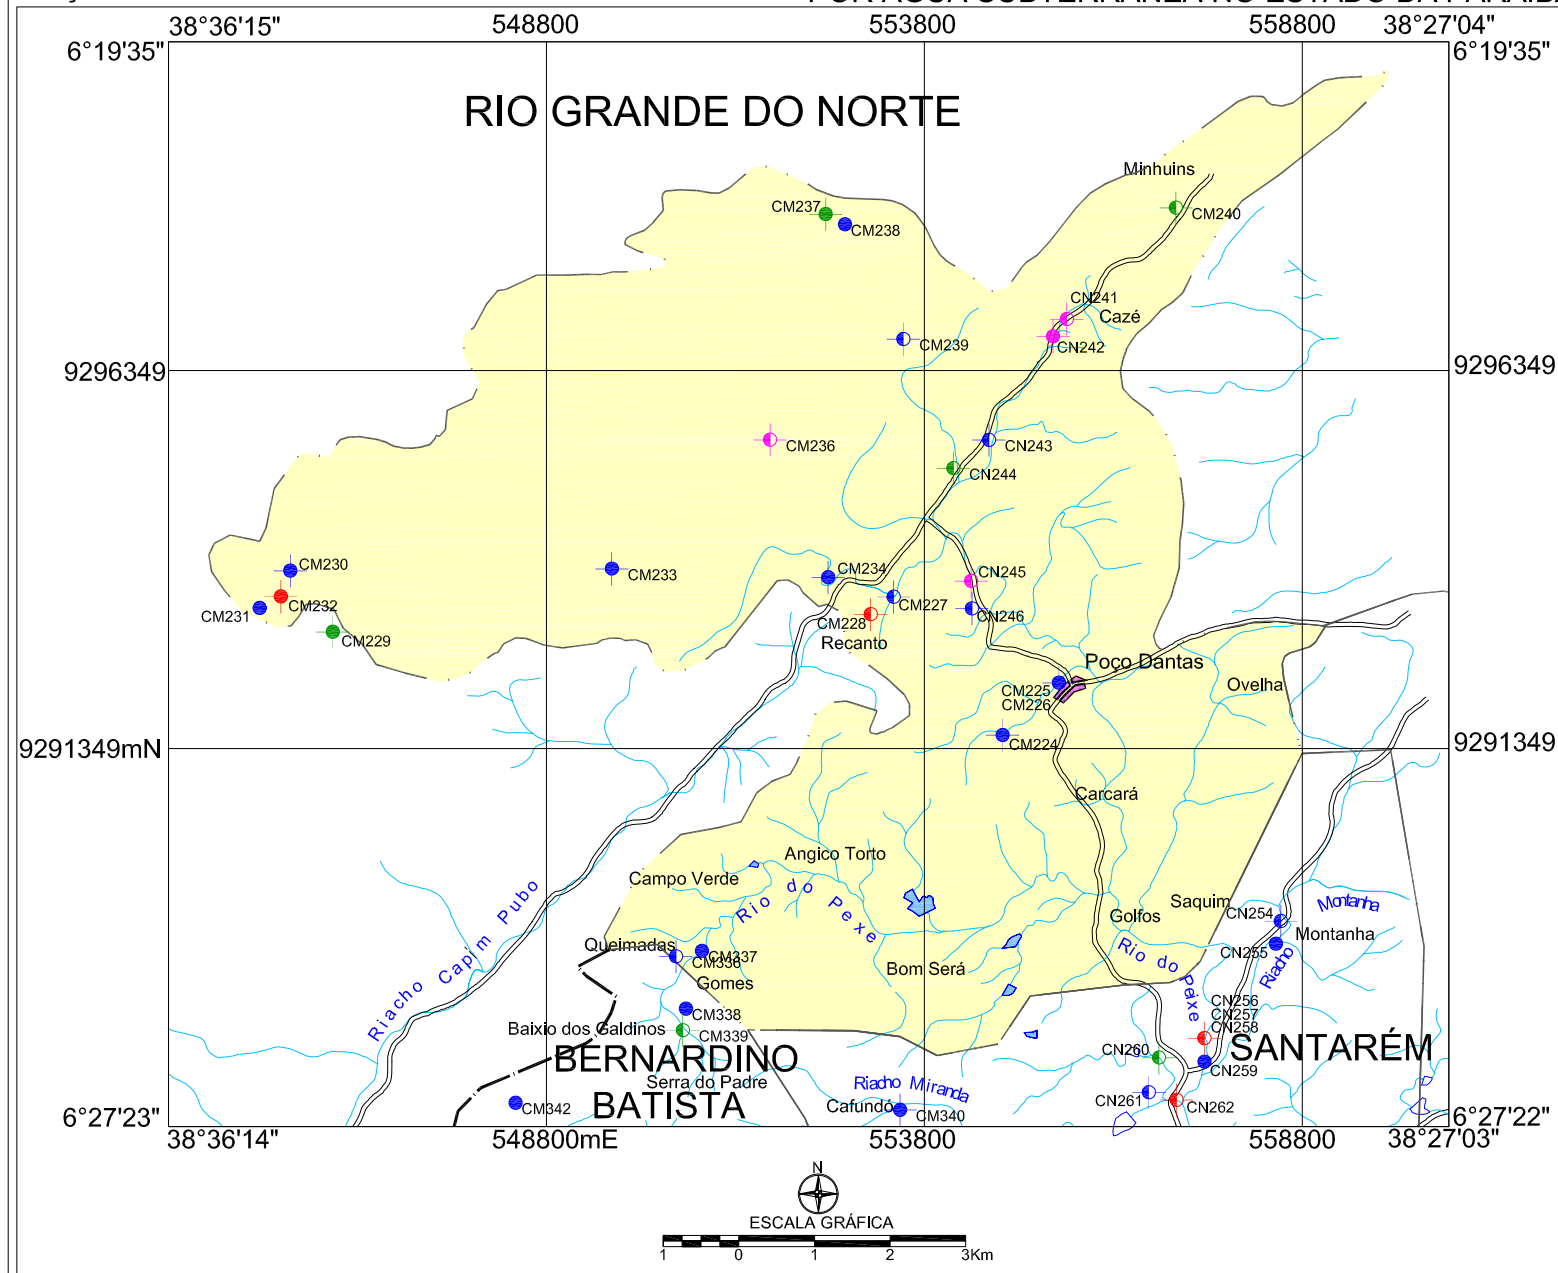 38°36'15"
548800
553800
558800
38°27'04"
6°19'35"
6°19'35"
RIO GRANDE DO NORTE
Minhuins
CM237
CM238
CM240
CN241
Cazé
CN242
CM239
9296349
9296349
CM236
CN243
CN244
CM230
CM233
CM234
CN245
CM232
CM231
CM227
CM228
CN246
CM229
Recanto
Poço Dantas
CM225
CM226
Ovelha
CM224
9291349mN
9291349
Carcará
Angico Torto
Campo Verde
Rio do Pexe
Riacho Capim Pubo
Saquim
Golfos
CN254
Montanha
Montanha
CN255
Riacho
Queimadas
CM337
CM336
Rio do Peixe
Bom Será
Gomes
CM338
CN256
CN257
CN258
Baixio dos Galdinos
CM339
SANTARÉM
CN260
CN259
BERNARDINO
BATISTA
Serra do Padre
Riacho Miranda
CM342
Cafundó
CM340
CN261
CN262
6°27'23"
6°27'22"
38°36'14"
548800mE
553800
558800
38°27'03"
N
ESCALA GRÁFICA
1 0 1 2 3Km